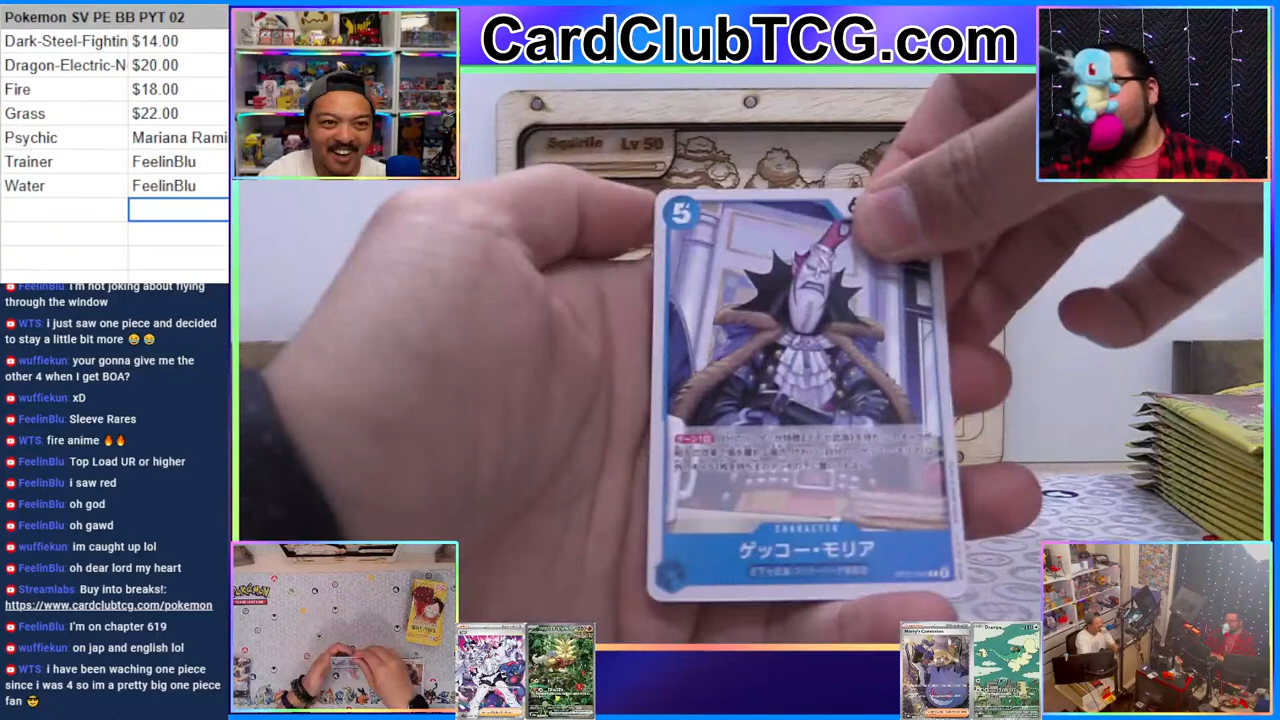 Pokemon SV PE BB PYT 02
Dark-Steel-Fightin $14.00
Dragon-Electric-N $20.00
Fire $18.00
Grass $22.00
Psychic Mariana Rami
Trainer FeelinBlu
Water FeelinBlu
CardClubTCG.com
Squirtle Lv 50
5
CHARACTER
ゲッコー・モリア
FeelinBlu: I'm not joking about flying
through the window
WTS: i just saw one piece and decided
to stay a little bit more 😂 😂
wuffiekun: your gonna give me the
other 4 when I get BOA?
wuffiekun: xD
FeelinBlu: Sleeve Rares
WTS: fire anime 🔥🔥
FeelinBlu: Top Load UR or higher
FeelinBlu: i saw red
FeelinBlu: oh god
FeelinBlu: oh gawd
wuffiekun: im caught up lol
FeelinBlu: oh dear lord my heart
Streamlabs: Buy into breaks!:
https://www.cardclubtcg.com/pokemon
FeelinBlu: I'm on chapter 619
wuffiekun: on jap and english lol
WTS: i have been waching one piece
since i was 4 so im a pretty big one piece
fan 😎
POKÉMON